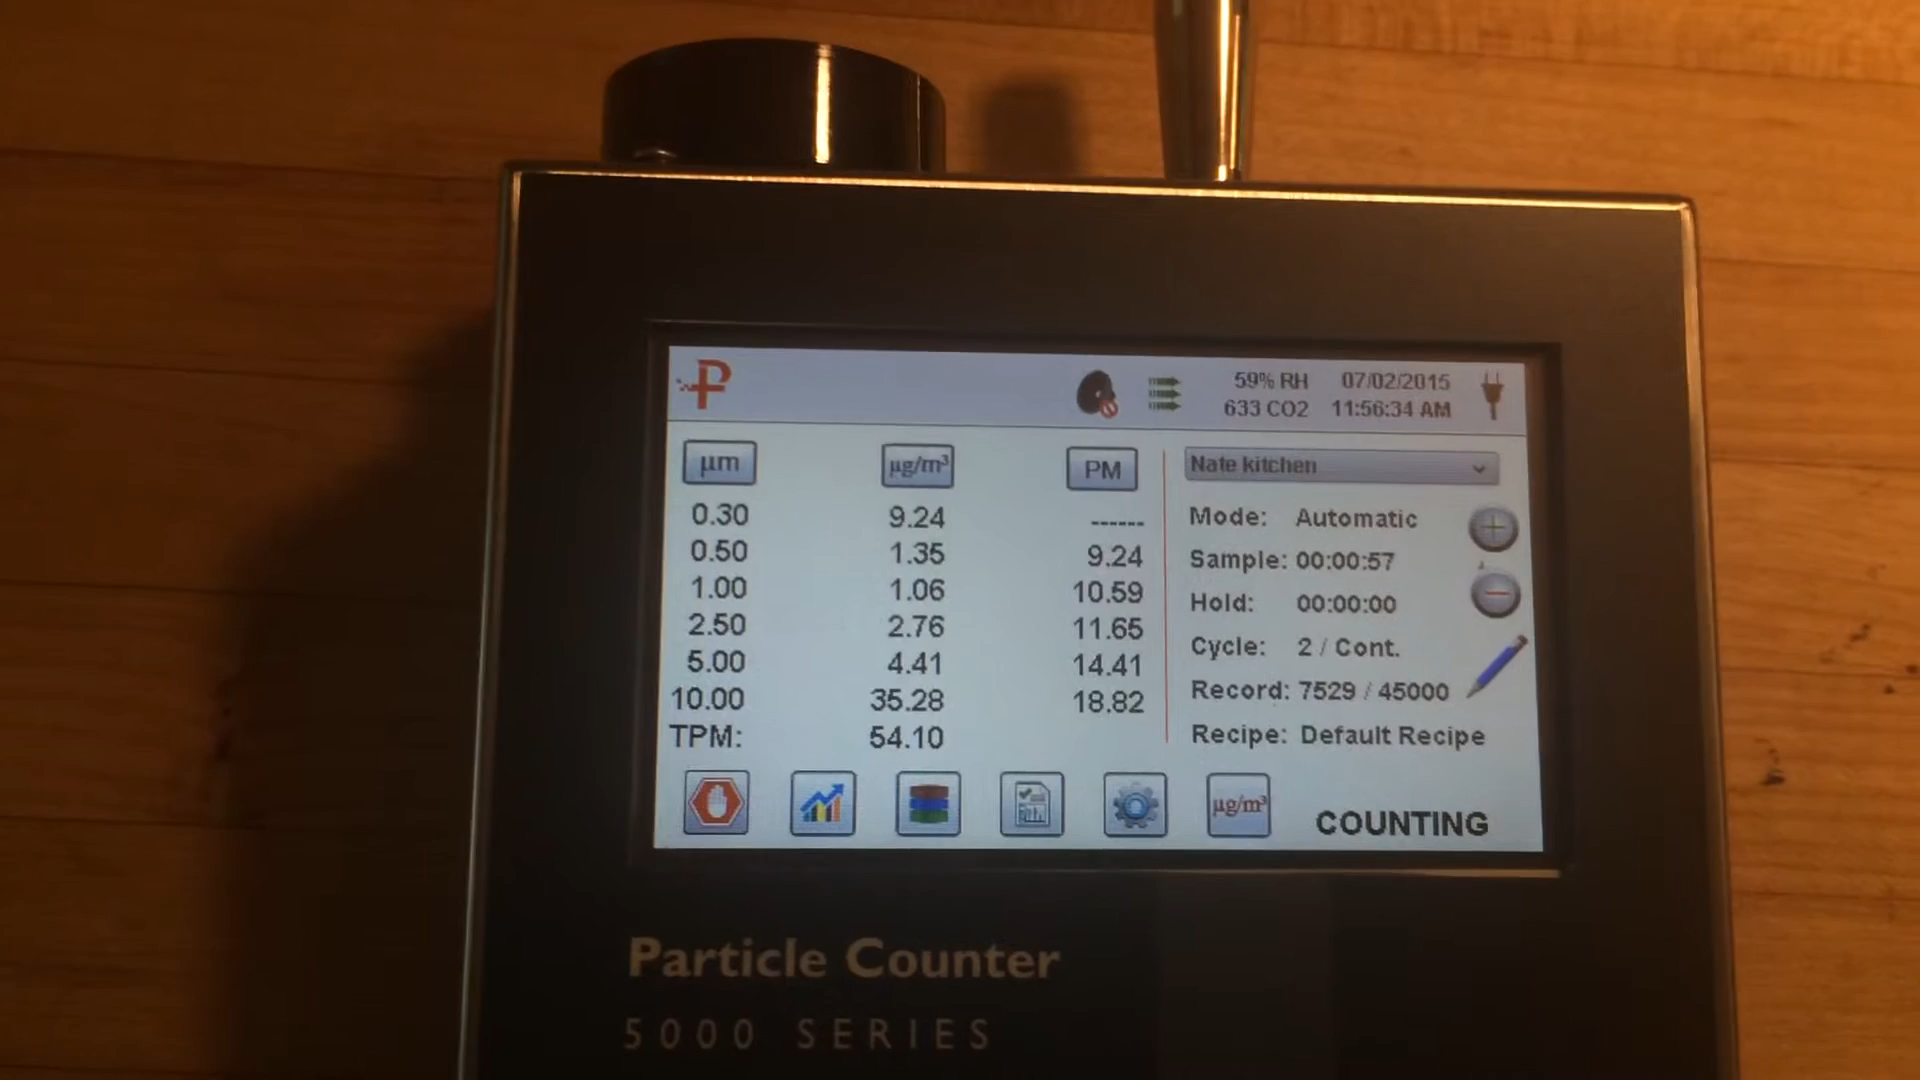 59% RH 07/02/2015
633 CO2 11:56:34 AM
µm µg/m³ PM
0.30 9.24 ------
0.50 1.35 9.24
1.00 1.06 10.59
2.50 2.76 11.65
5.00 4.41 14.41
10.00 35.28 18.82
TPM: 54.10
Nate kitchen
Mode: Automatic
Sample: 00:00:57
Hold: 00:00:00
Cycle: 2 / Cont.
Record: 7529 / 45000
Recipe: Default Recipe
µg/m³ COUNTING
Particle Counter
5000 SERIES